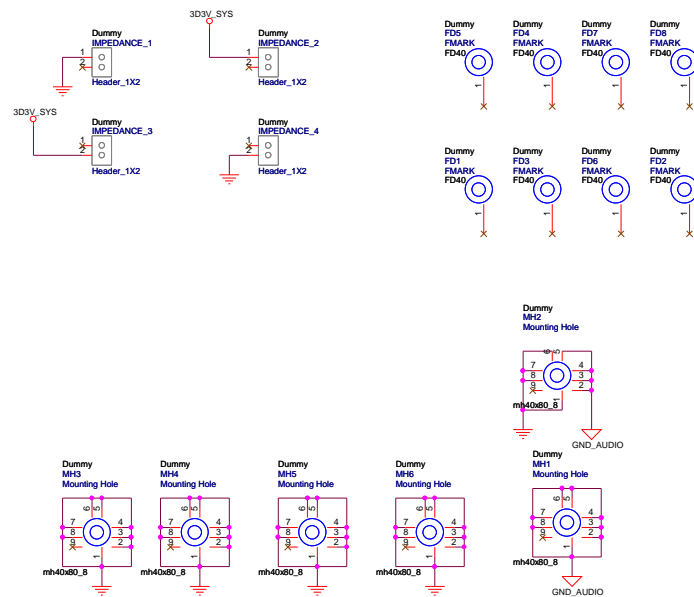 3D3V_SYS
Dummy
IMPEDANCE_1
1
2
Header_1X2
Dummy
IMPEDANCE_2
1
2
Header_1X2
3D3V_SYS
Dummy
IMPEDANCE_3
1
2
Header_1X2
Dummy
IMPEDANCE_4
1
2
Header_1X2
Dummy
FD5
FMARK
FD40
1
Dummy
FD4
FMARK
FD40
1
Dummy
FD7
FMARK
FD40
1
Dummy
FD8
FMARK
FD40
1
Dummy
FD1
FMARK
FD40
1
Dummy
FD3
FMARK
FD40
1
Dummy
FD6
FMARK
FD40
1
Dummy
FD2
FMARK
FD40
1
Dummy
MH2
Mounting Hole
6 5
7 4
8 3
9 2
1
mh40x80_8
GND_AUDIO
Dummy
MH3
Mounting Hole
6 5
7 4
8 3
9 2
1
mh40x80_8
Dummy
MH4
Mounting Hole
6 5
7 4
8 3
9 2
1
mh40x80_8
Dummy
MH5
Mounting Hole
6 5
7 4
8 3
9 2
1
mh40x80_8
Dummy
MH6
Mounting Hole
6 5
7 4
8 3
9 2
1
mh40x80_8
Dummy
MH1
Mounting Hole
6 5
7 4
8 3
9 2
1
mh40x80_8
GND_AUDIO